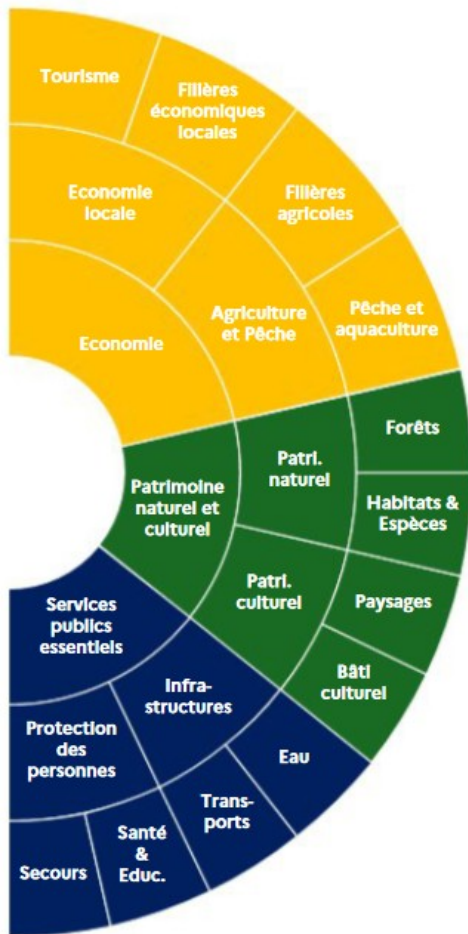 Tourisme
Filières
économiques
locales
Economie
locale
Filières
agricoles
Economie
Agriculture
et Pêche
Pêche et
aquaculture
Forêts
Patri.
naturel
Patrimoine
naturel et
culturel
Habitats &
Espèces
Patri.
culturel
Paysages
Services
publics
essentiels
Bâti
culturel
Infra-
structures
Protection
des
personnes
Eau
Trans-
ports
Santé
&
Educ.
Secours